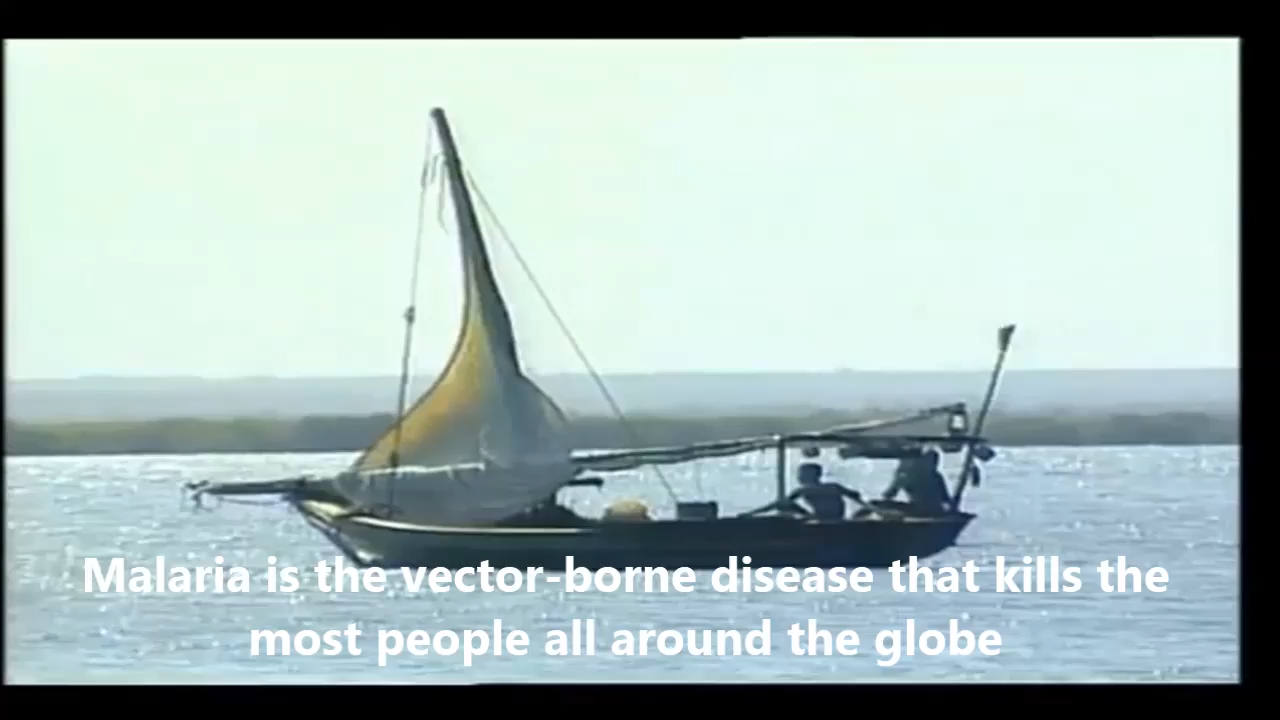 Malaria is the vector-borne disease that kills the
most people all around the globe